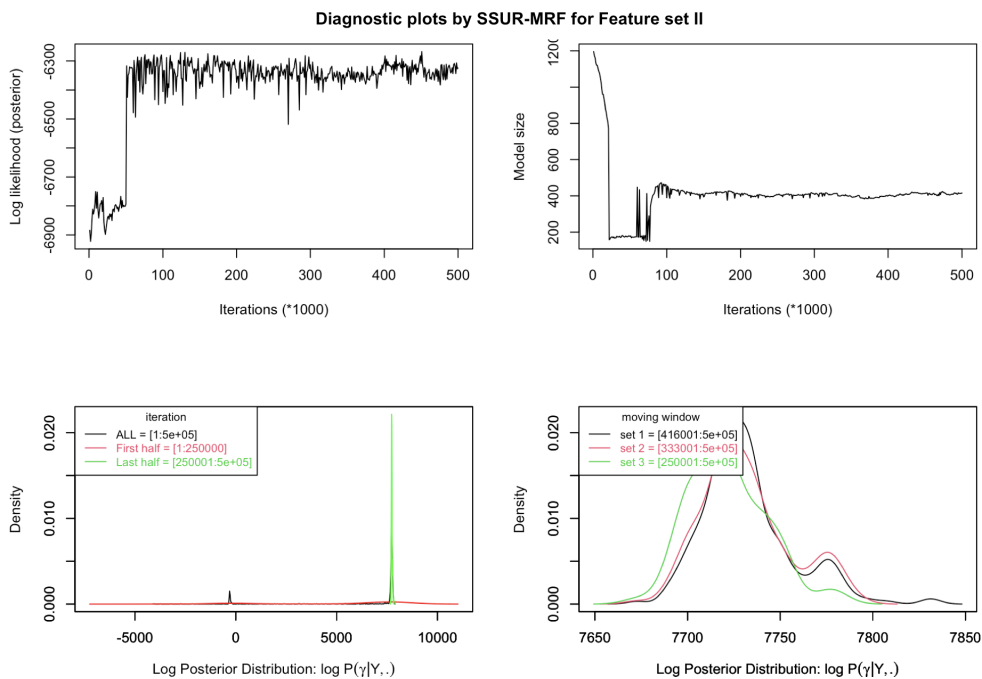 Diagnostic plots by SSUR-MRF for Feature set II
Log likelihood (posterior)
-6300
-6500
-6700
-6900
0 100 200 300 400 500
Iterations (*1000)
Model size
1200
800
600
400
200
0 100 200 300 400 500
Iterations (*1000)
Density
0.020
0.010
0.000
iteration
ALL = [1:5e+05]
First half = [1:250000]
Last half = [250001:5e+05]
-5000 0 5000 10000
Log Posterior Distribution: log P(γ|Y, .)
Density
0.020
0.010
0.000
moving window
set 1 = [416001:5e+05]
set 2 = [333001:5e+05]
set 3 = [250001:5e+05]
7650 7700 7750 7800 7850
Log Posterior Distribution: log P(γ|Y, .)